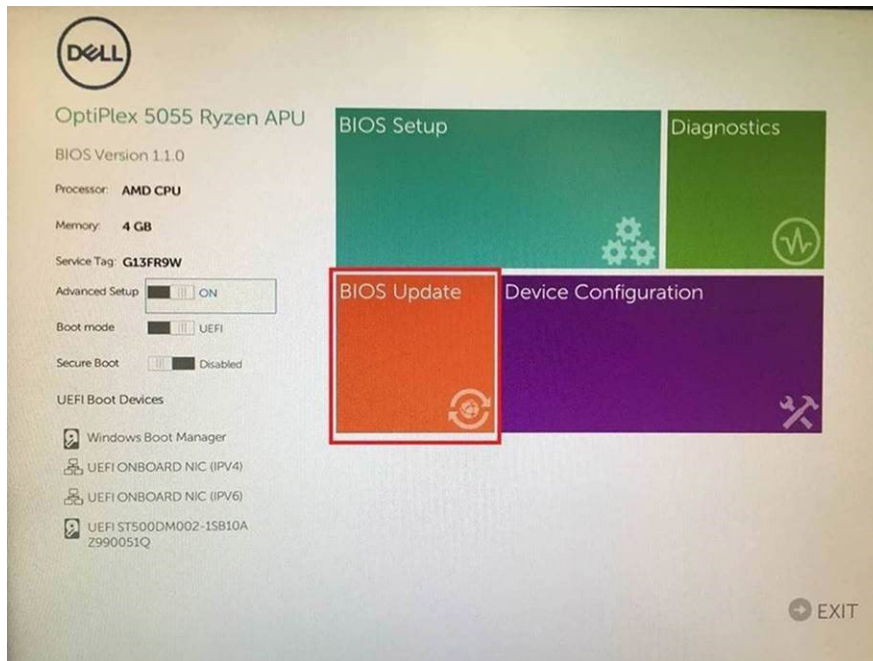 DELL
OptiPlex 5055 Ryzen APU
BIOS Version 1.1.0
Processor: AMD CPU
Memory: 4 GB
Service Tag: G13FR9W
Advanced Setup ON
Boot mode UEFI
Secure Boot Disabled
UEFI Boot Devices
Windows Boot Manager
UEFI ONBOARD NIC (IPV4)
UEFI ONBOARD NIC (IPV6)
UEFI ST500DM002-1SB10A
Z990051Q
BIOS Setup
Diagnostics
BIOS Update
Device Configuration
EXIT